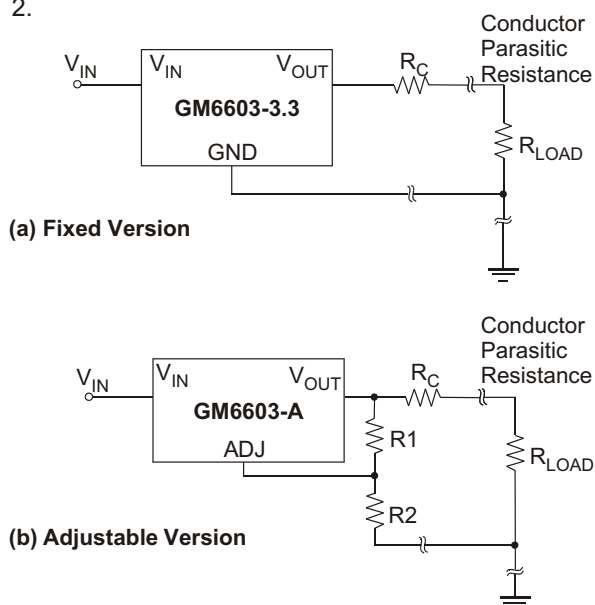 2.
Conductor
Parasitic
Resistance
V_IN
V_IN
V_OUT
R_C
GM6603-3.3
GND
R_LOAD
(a) Fixed Version
Conductor
Parasitic
Resistance
V_IN
V_IN
V_OUT
R_C
GM6603-A
R1
ADJ
R_LOAD
R2
(b) Adjustable Version